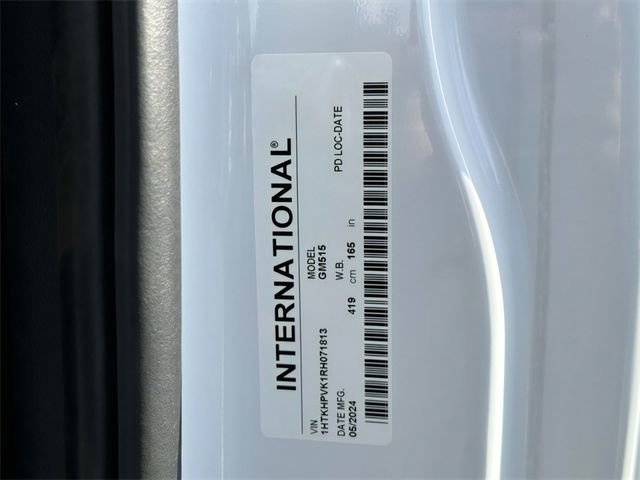 INTERNATIONAL®
VIN MODEL
1HTKHPVK1RH071813 GM515
DATE MFG. W.B. PD LOC-DATE
05/2024 419 cm 165 in